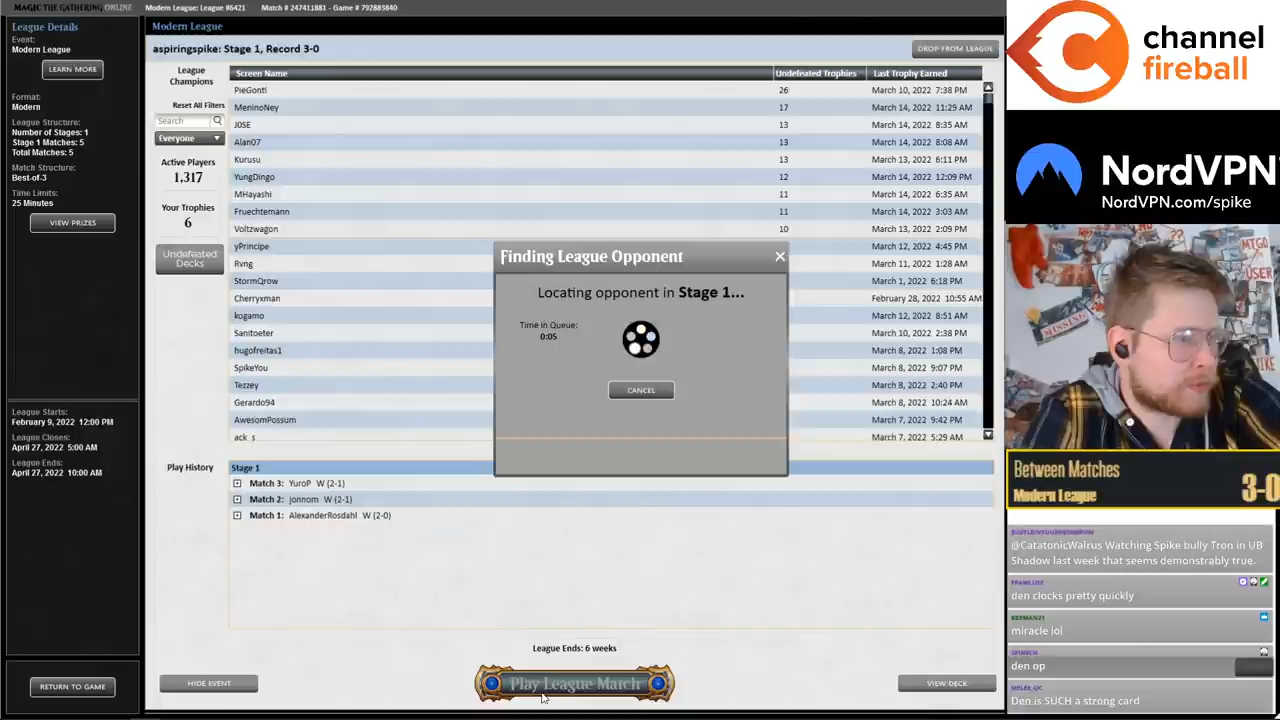 MAGIC THE GATHERING ONLINE
Modern League: League #6421
Match # 247411881 - Game # 792883840
League Details
Event:
Modern League
LEARN MORE
Format:
Modern
League Structure:
Number of Stages: 1
Stage 1 Matches: 5
Total Matches: 5
Match Structure:
Best-of-3
Time Limits:
25 Minutes
VIEW PRIZES
League Starts:
February 9, 2022 12:00 PM
League Closes:
April 27, 2022 5:00 AM
League Ends:
April 27, 2022 10:00 AM
RETURN TO GAME
Modern League
aspiringspike: Stage 1, Record 3-0
DROP FROM LEAGUE
League Champions
Reset All Filters
Search
Everyone
Active Players
1,317
Your Trophies
6
Undefeated Decks
Screen Name Undefeated Trophies Last Trophy Earned
PieGonti 26 March 10, 2022 7:38 PM
MeninoNey 17 March 14, 2022 11:29 AM
J0SE 13 March 14, 2022 8:35 AM
Alan07 13 March 14, 2022 8:08 AM
Kurusu 13 March 13, 2022 6:11 PM
YungDingo 12 March 14, 2022 12:09 PM
MHayashi 11 March 14, 2022 6:35 AM
Fruechtemann 11 March 14, 2022 3:03 AM
Voltzwagon 10 March 13, 2022 2:09 PM
yPrincipe March 12, 2022 4:45 PM
Rvng March 11, 2022 1:28 AM
StormQrow March 1, 2022 6:18 PM
Cherryxman February 28, 2022 10:55 AM
kogamo March 12, 2022 8:51 AM
Sanitoeter March 10, 2022 2:38 PM
hugofreitas1 March 8, 2022 1:08 PM
SpikeYou March 8, 2022 9:07 PM
Tezzey March 8, 2022 2:40 PM
Gerardo94 March 8, 2022 10:24 AM
AwesomPossum March 7, 2022 9:42 PM
ack_s March 7, 2022 5:29 AM
Finding League Opponent
Locating opponent in Stage 1...
Time in Queue:
0:05
CANCEL
Play History
Stage 1
Match 3: YuroP W (2-1)
Match 2: jonnom W (2-1)
Match 1: AlexanderRosdahl W (2-0)
League Ends: 6 weeks
HIDE EVENT
Play League Match
VIEW DECK
channel
fireball
NordVPN
NordVPN.com/spike
MTGO
USER
MISSING
Between Matches
Modern League
3-0
@CatatonicWalrus Watching Spike bully Tron in UB
Shadow last week that seems demonstrably true.
den clocks pretty quickly
miracle lol
den op
Den is SUCH a strong card